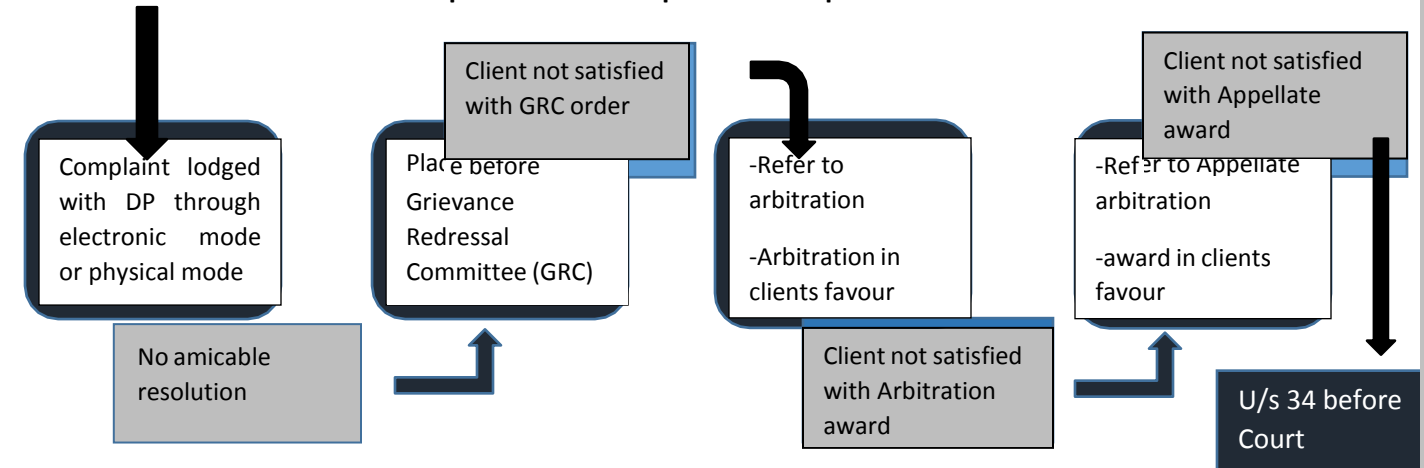 Complaint lodged
with DP through
electronic mode
or physical mode
No amicable
resolution
Place before
Grievance
Redressal
Committee (GRC)
Client not satisfied
with GRC order
-Refer to
arbitration
-Arbitration in
clients favour
Client not satisfied
with Arbitration
award
-Refer to Appellate
arbitration
-award in clients
favour
Client not satisfied
with Appellate
award
U/s 34 before
Court